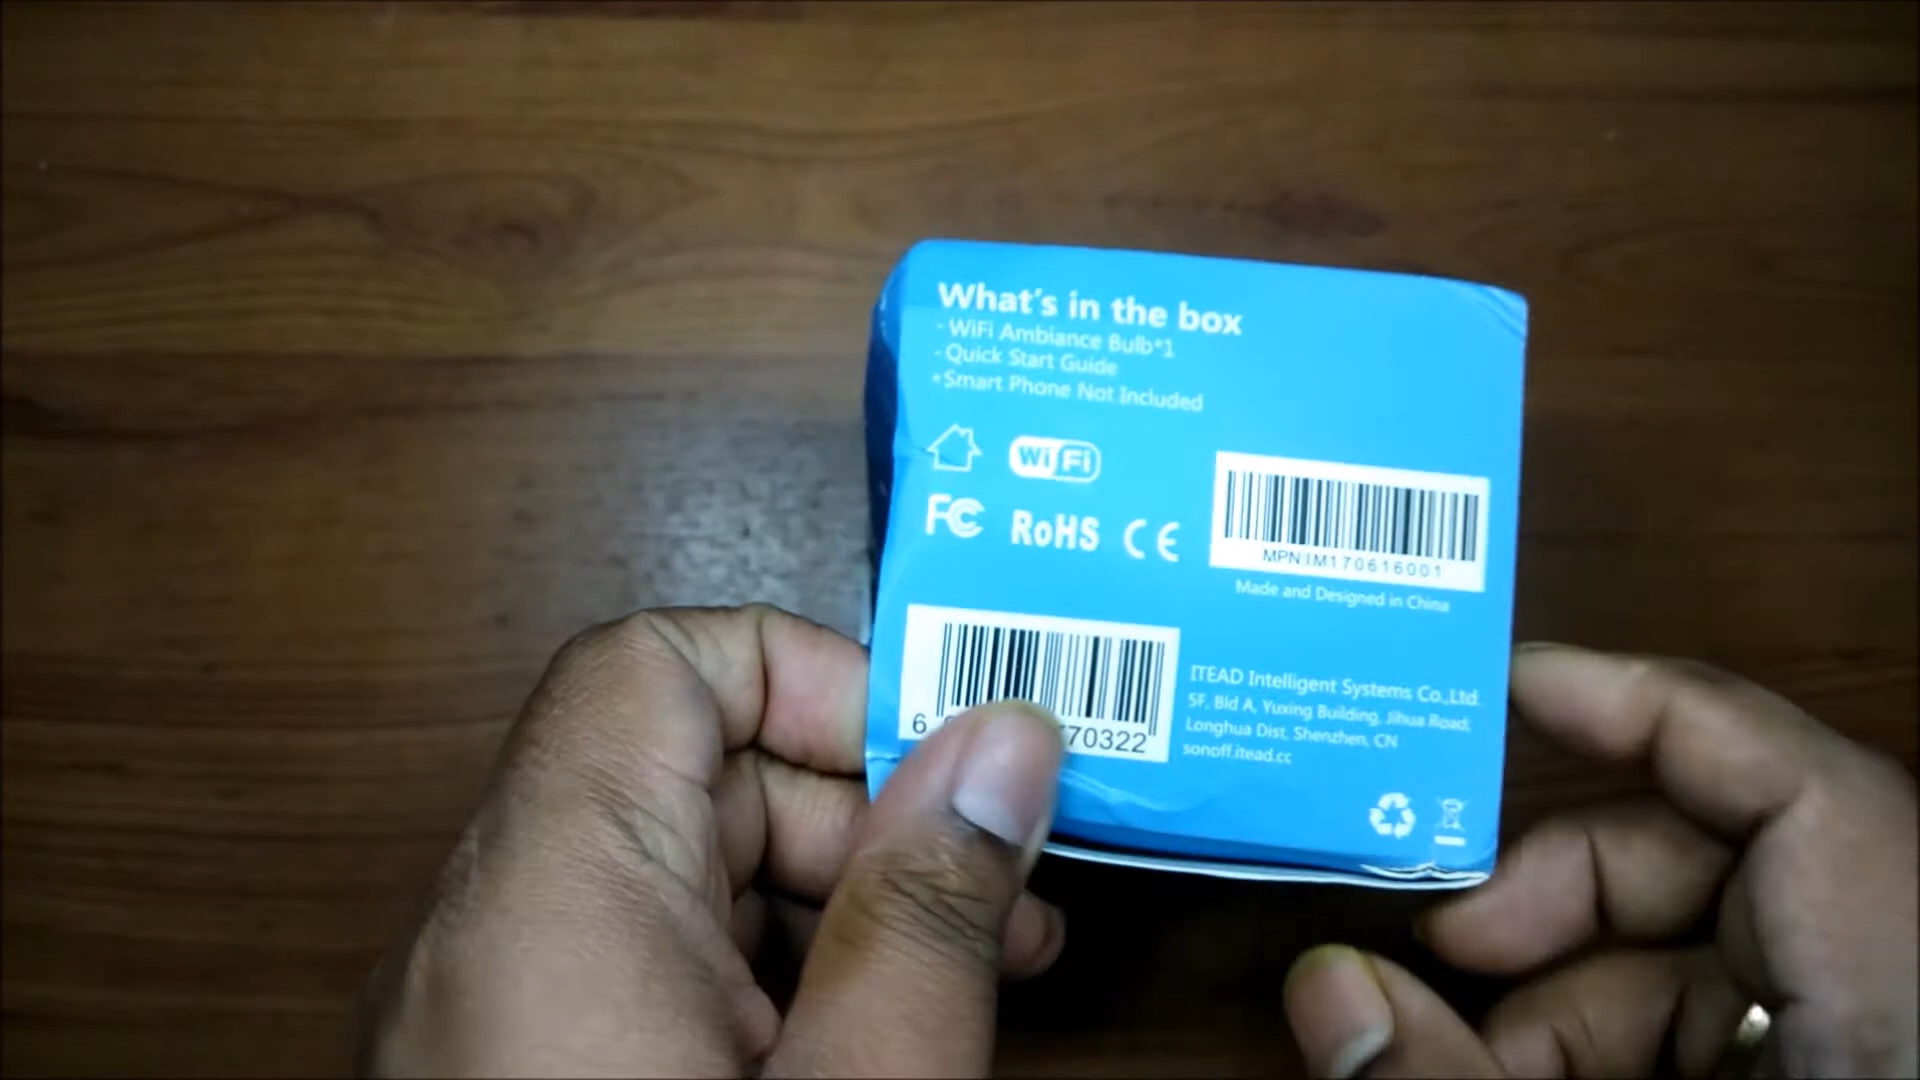 What's in the box
- WiFi Ambiance Bulb*1
- Quick Start Guide
*Smart Phone Not Included
WiFi
FC RoHS CE
MPN:IM170616001
Made and Designed in China
6
70322
ITEAD Intelligent Systems Co.,Ltd.
5F, Bld A, Yuxing Building, Jihua Road,
Longhua Dist, Shenzhen, CN
sonoff.itead.cc